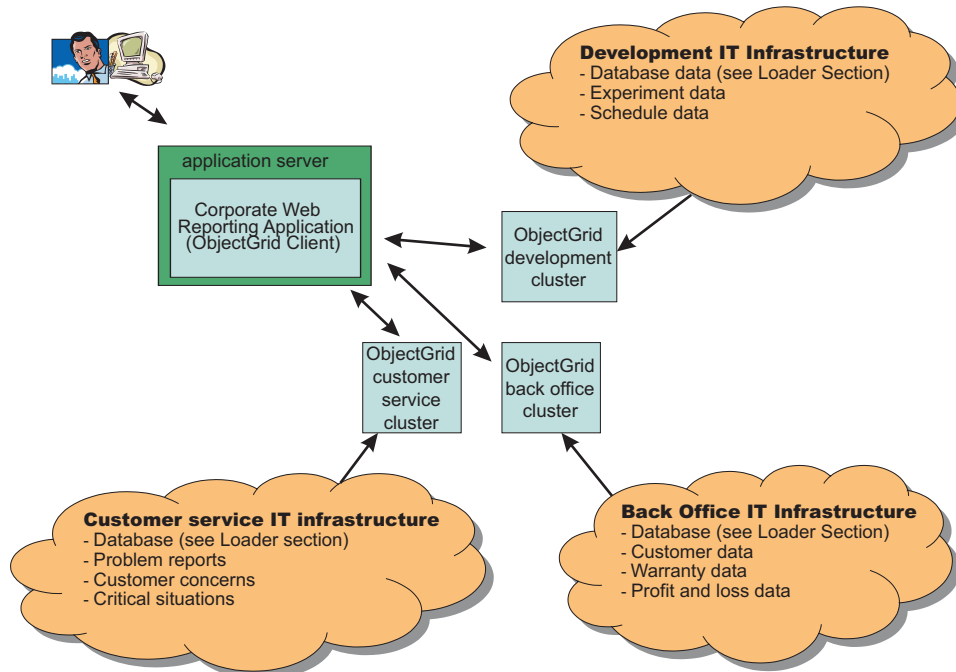 Development IT Infrastructure
- Database data (see Loader Section)
- Experiment data
- Schedule data
application server
Corporate Web
Reporting Application
(ObjectGrid Client)
ObjectGrid
development
cluster
ObjectGrid
customer
service
cluster
ObjectGrid
back office
cluster
Customer service IT infrastructure
- Database (see Loader section)
- Problem reports
- Customer concerns
- Critical situations
Back Office IT Infrastructure
- Database (see Loader Section)
- Customer data
- Warranty data
- Profit and loss data